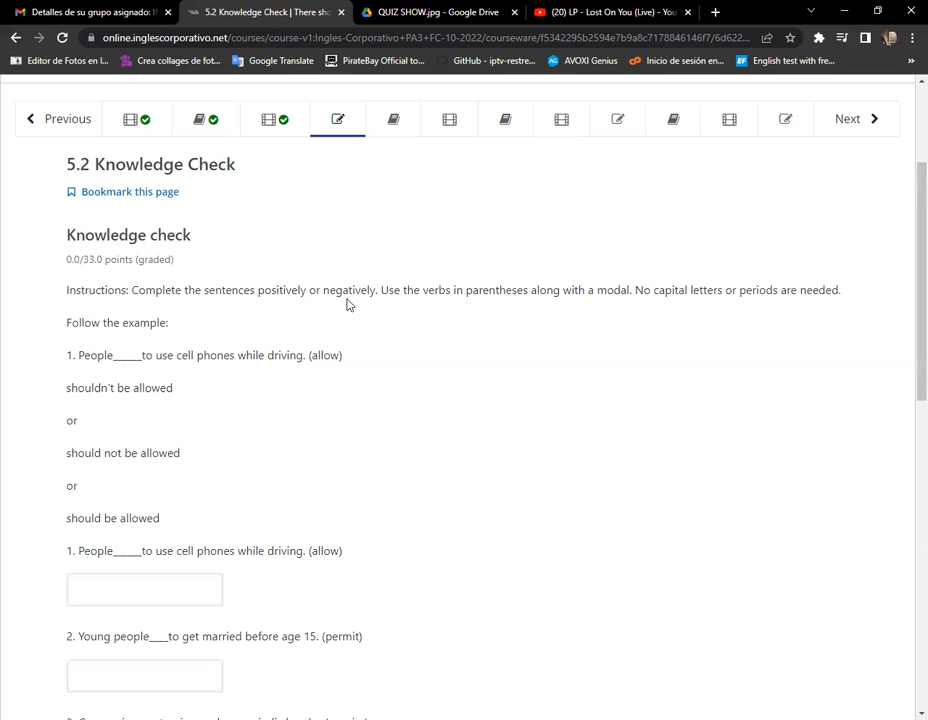 Detalles de su grupo asignado: IN
5.2 Knowledge Check | There sho
QUIZ SHOW.jpg - Google Drive
(20) LP - Lost On You (Live) - You
online.inglescorporativo.net/courses/course-v1:Ingles-Corporativo+PA3+FC-10-2022/courseware/f5342295b2594e7b9a8c7178846146f7/6d622...
Editor de Fotos en l...
Crea collages de fot...
Google Translate
PirateBay Official to...
GitHub - iptv-restre...
AVOXI Genius
Inicio de sesión en...
English test with fre...
Previous
Next
5.2 Knowledge Check
Bookmark this page
Knowledge check
0.0/33.0 points (graded)
Instructions: Complete the sentences positively or negatively. Use the verbs in parentheses along with a modal. No capital letters or periods are needed.
Follow the example:
1. People______to use cell phones while driving. (allow)
shouldn`t be allowed
or
should not be allowed
or
should be allowed
1. People______to use cell phones while driving. (allow)
2. Young people____to get married before age 15. (permit)